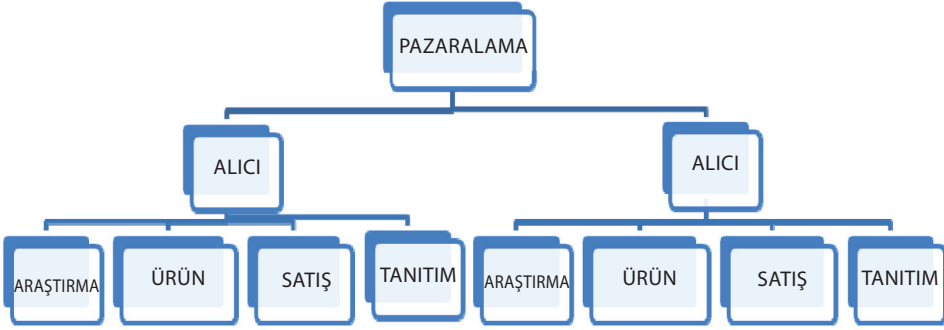 PAZARALAMA
ALICI
ALICI
ARAŞTIRMA
ÜRÜN
SATIŞ
TANITIM
ARAŞTIRMA
ÜRÜN
SATIŞ
TANITIM